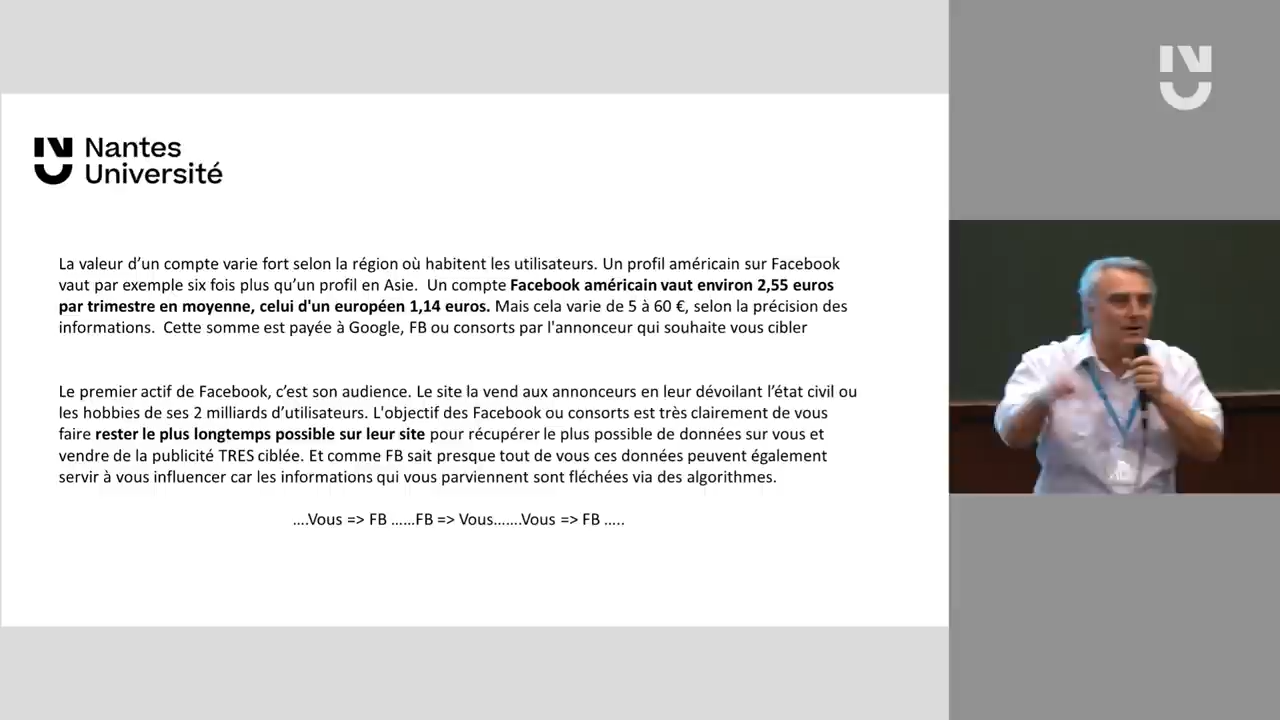 Nantes
Université
La valeur d’un compte varie fort selon la région où habitent les utilisateurs. Un profil américain sur Facebook
vaut par exemple six fois plus qu’un profil en Asie.  Un compte Facebook américain vaut environ 2,55 euros
par trimestre en moyenne, celui d'un européen 1,14 euros. Mais cela varie de 5 à 60 €, selon la précision des
informations.  Cette somme est payée à Google, FB ou consorts par l'annonceur qui souhaite vous cibler
Le premier actif de Facebook, c’est son audience. Le site la vend aux annonceurs en leur dévoilant l’état civil ou
les hobbies de ses 2 milliards d’utilisateurs. L'objectif des Facebook ou consorts est très clairement de vous
faire rester le plus longtemps possible sur leur site pour récupérer le plus possible de données sur vous et
vendre de la publicité TRES ciblée. Et comme FB sait presque tout de vous ces données peuvent également
servir à vous influencer car les informations qui vous parviennent sont fléchées via des algorithmes.
….Vous => FB ……FB => Vous…….Vous => FB …..